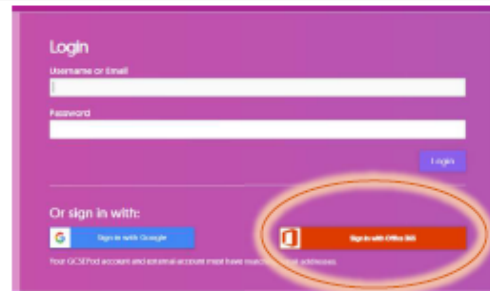 Login
Username or Email
Password
Login
Or sign in with:
Sign in with Google
Sign in with Office 365
Your GCSEPod account and external account must have addresses.